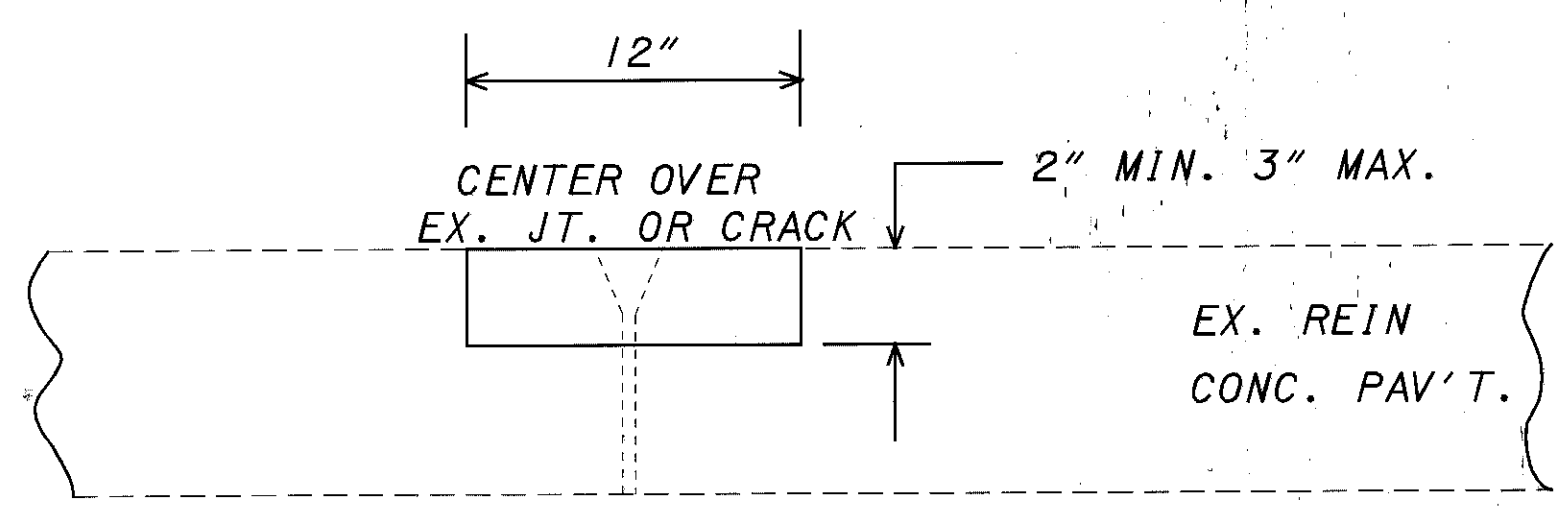 12"
CENTER OVER
EX. JT. OR CRACK
2" MIN. 3" MAX.
EX. REIN
CONC. PAV'T.